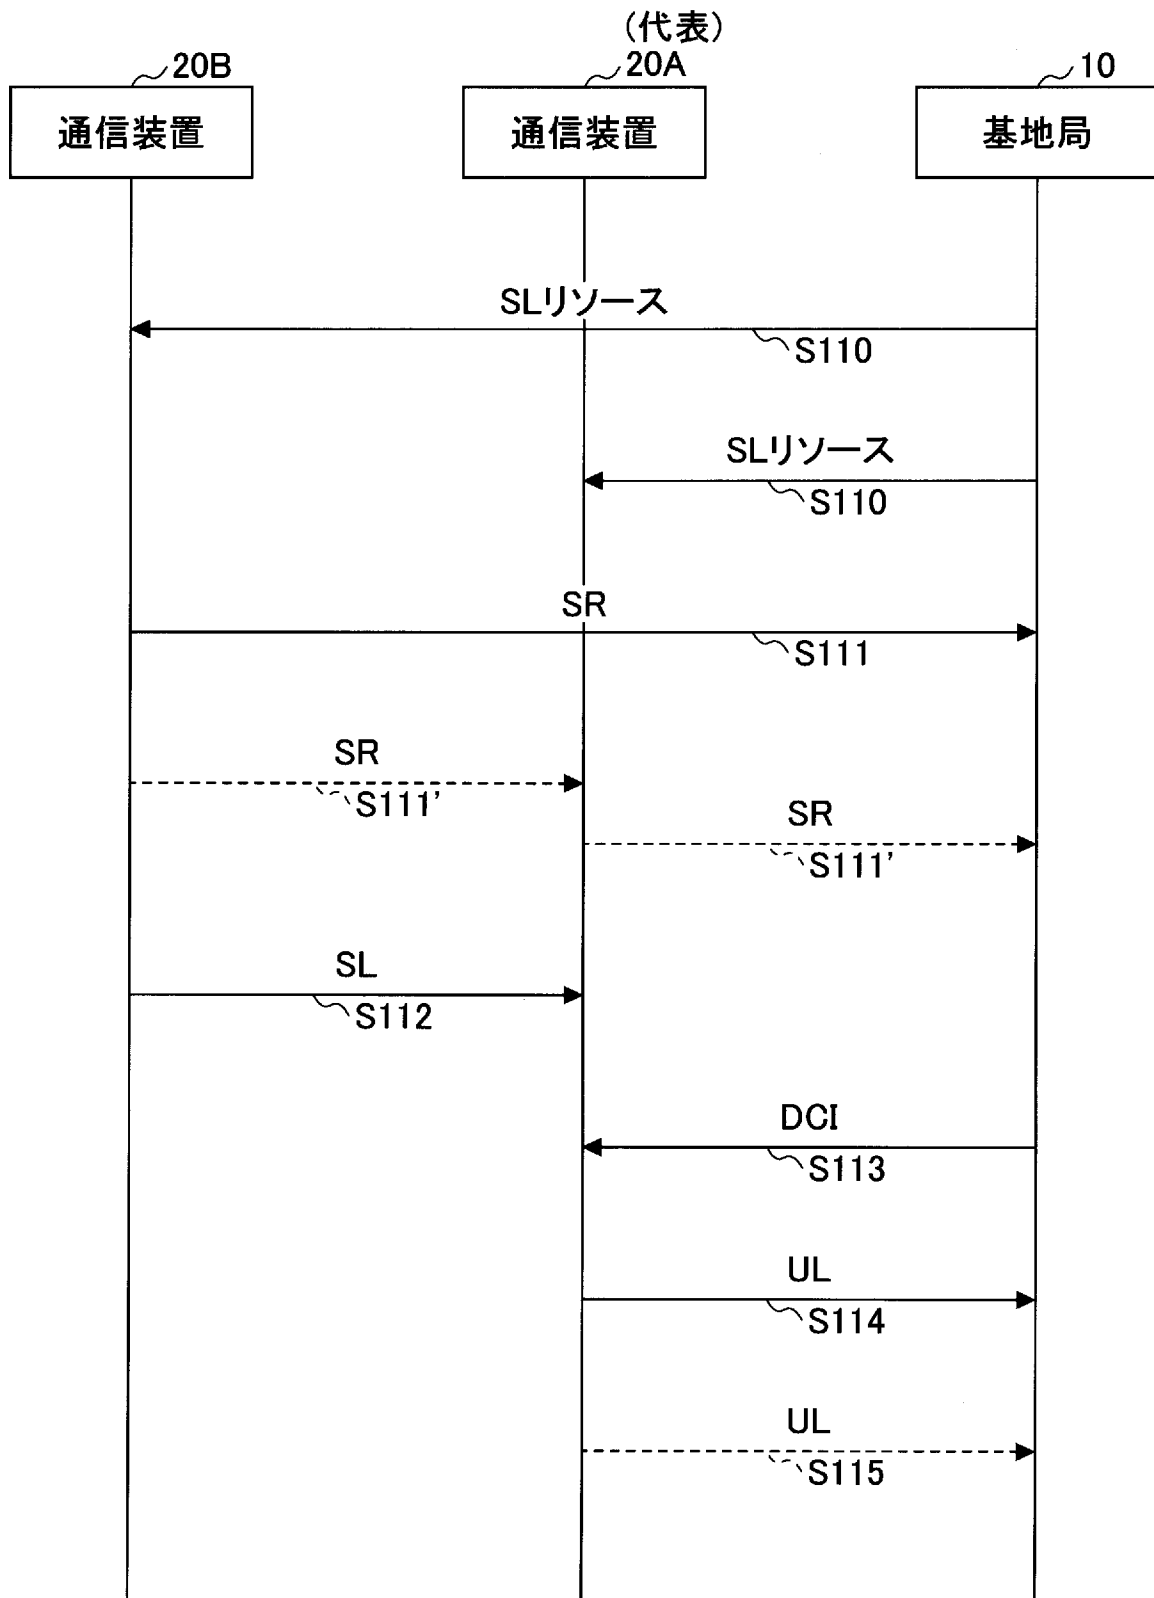 (代表)
20B
20A
10
通信装置
通信装置
基地局
SLリソース
S110
SLリソース
S110
SR
S111
SR
S111'
SR
S111'
SL
S112
DCI
S113
UL
S114
UL
S115